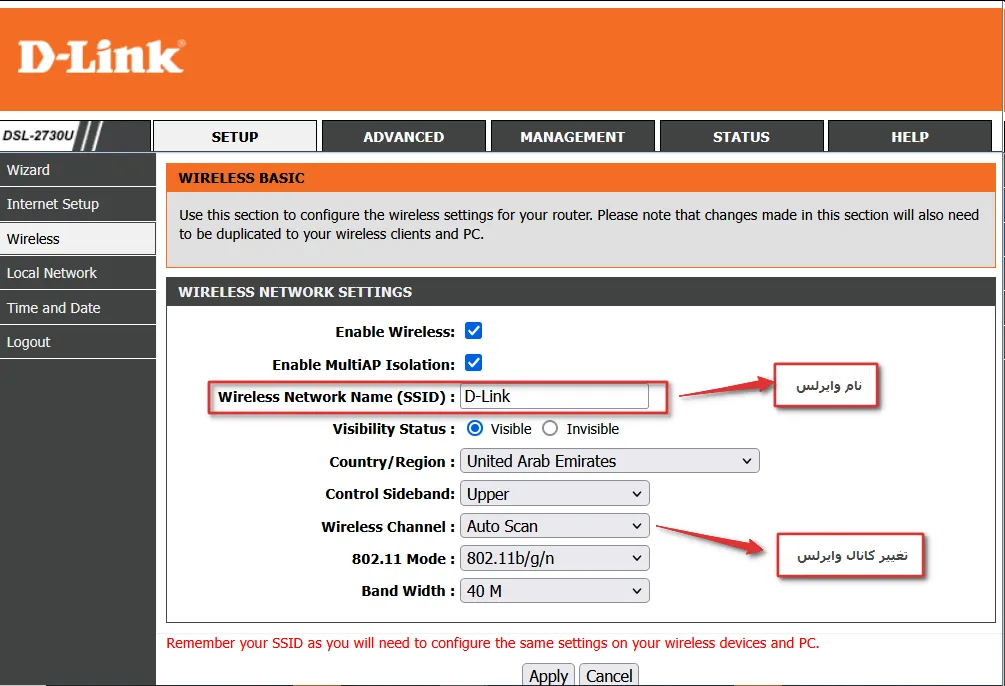 D-Link®
DSL-2730U
SETUP
ADVANCED
MANAGEMENT
STATUS
HELP
Wizard
Internet Setup
Wireless
Local Network
Time and Date
Logout
WIRELESS BASIC
Use this section to configure the wireless settings for your router. Please note that changes made in this section will also need
to be duplicated to your wireless clients and PC.
WIRELESS NETWORK SETTINGS
Enable Wireless:
Enable MultiAP Isolation:
Wireless Network Name (SSID) : D-Link
نام وایرلس
Visibility Status : Visible Invisible
Country/Region : United Arab Emirates
Control Sideband: Upper
Wireless Channel : Auto Scan
تغییر کانال وایرلس
802.11 Mode : 802.11b/g/n
Band Width : 40 M
Remember your SSID as you will need to configure the same settings on your wireless devices and PC.
Apply Cancel